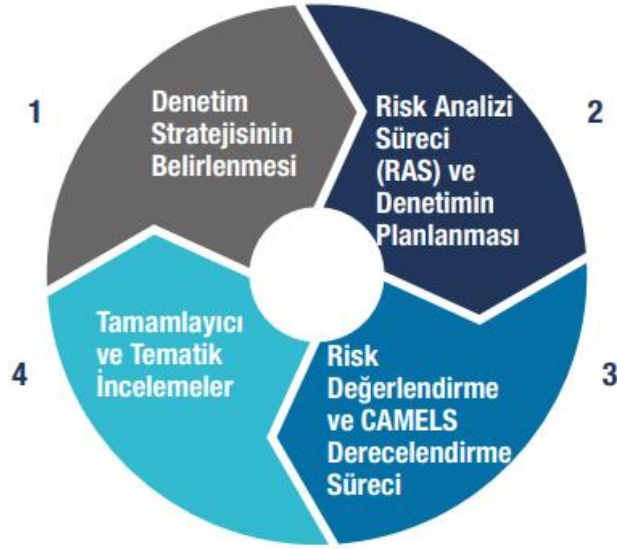 1
Denetim
Stratejisinin
Belirlenmesi
2
Risk Analizi
Süreci
(RAS) ve
Denetimin
Planlanması
3
Risk
Değerlendirme
ve CAMELS
Derecelendirme
Süreci
4
Tamamlayıcı
ve Tematik
İncelemeler